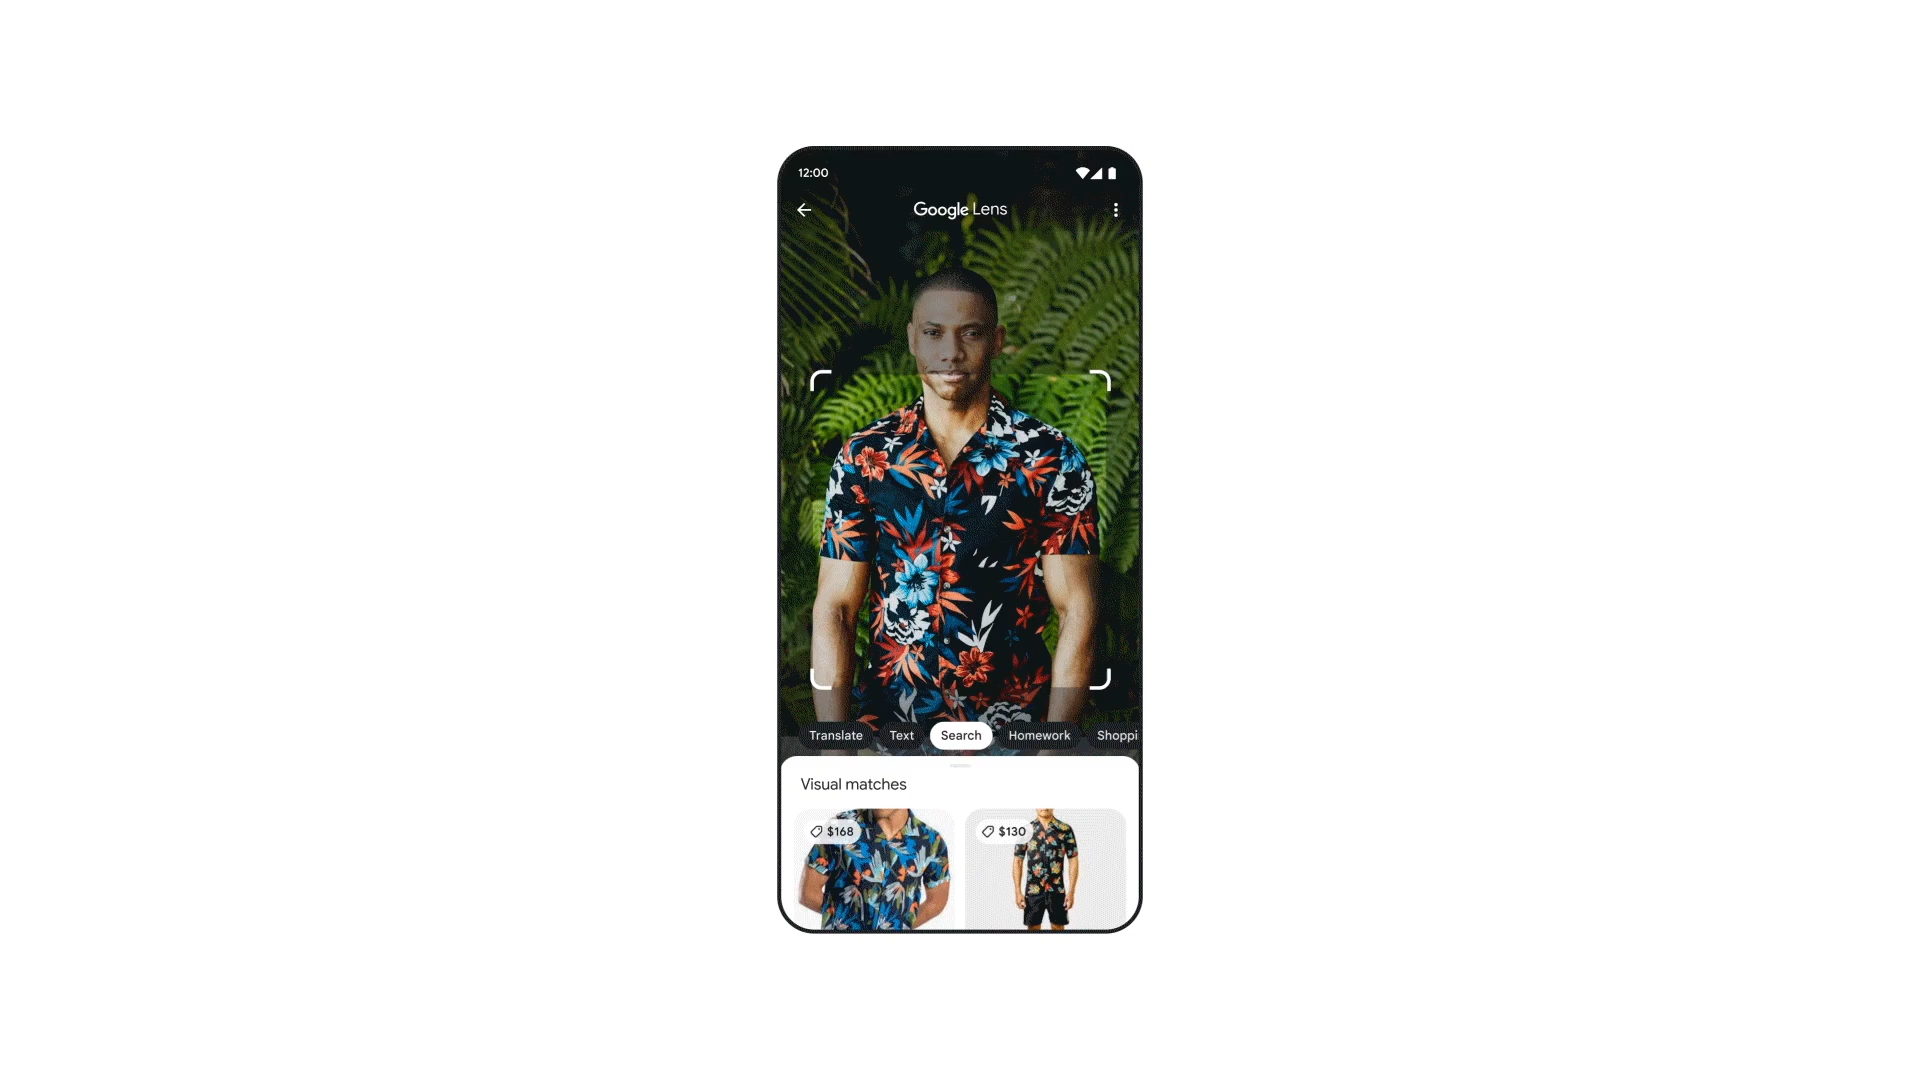 12:00
Google Lens
Translate Text Search Homework Shoppi
Visual matches
$168 $130